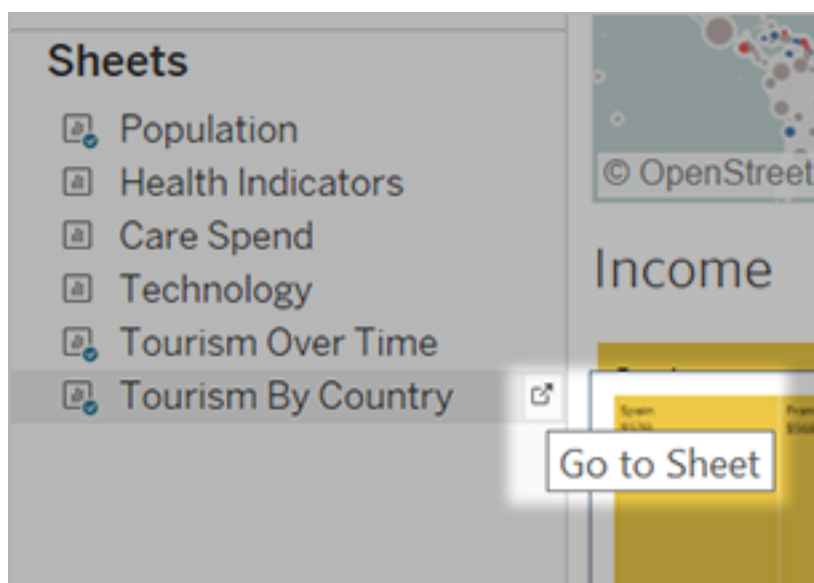 Sheets
Population
Health Indicators
Care Spend
Technology
Tourism Over Time
Tourism By Country
© OpenStreet
Income
Spain
Go to Sheet